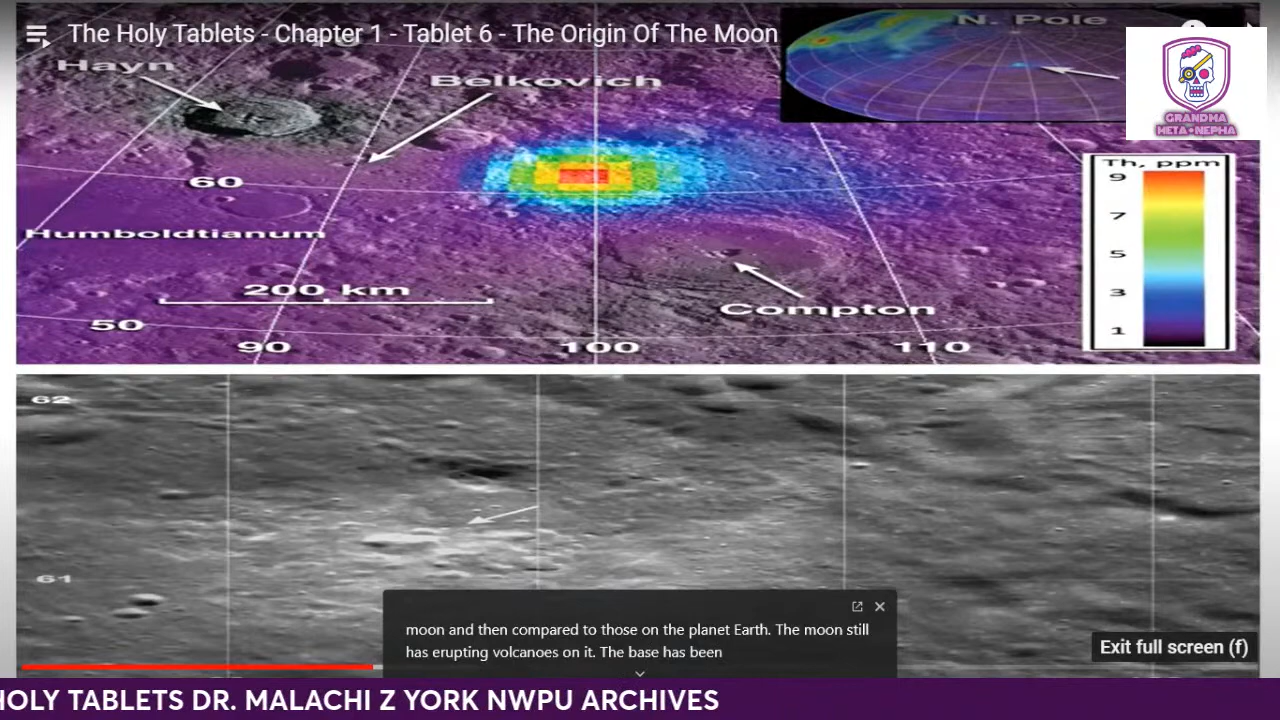 The Holy Tablets - Chapter 1 - Tablet 6 - The Origin Of The Moon
N. Pole
Hayn
Belkovich
GRANDHA
META•NEPHA
Th, ppm
9
7
5
3
1
60
Humboldtianum
200 km
Compton
50
90
100
110
62
61
moon and then compared to those on the planet Earth. The moon still
has erupting volcanoes on it. The base has been
Exit full screen (f)
HOLY TABLETS DR. MALACHI Z YORK NWPU ARCHIVES